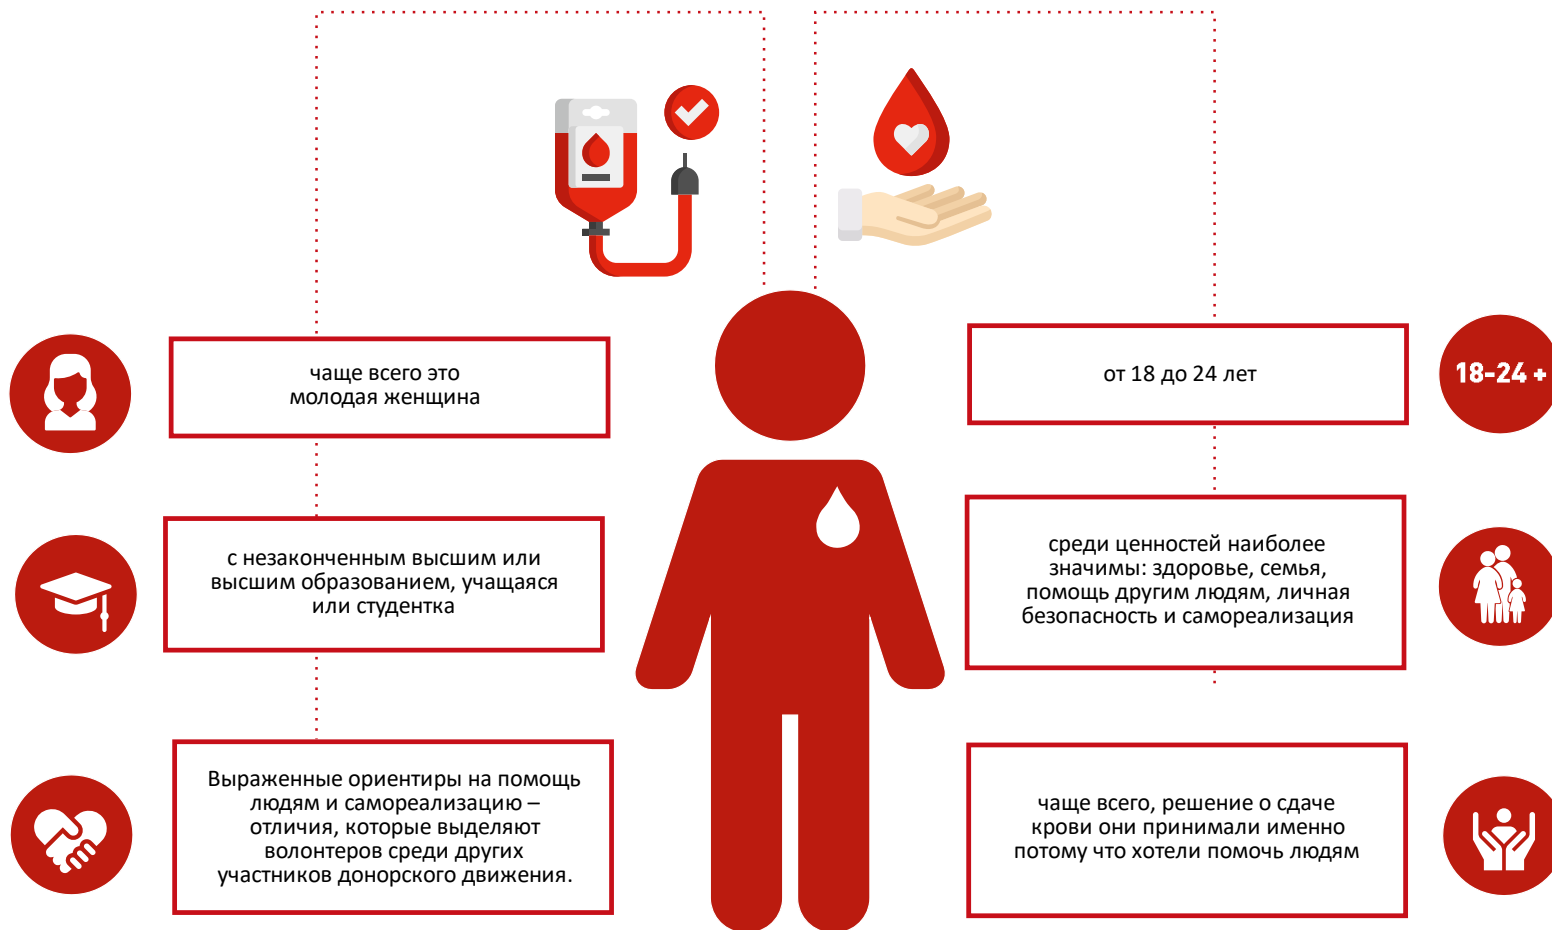 чаще всего это
молодая женщина
от 18 до 24 лет
18-24 +
с незаконченным высшим или
высшим образованием, учащаяся
или студентка
среди ценностей наиболее
значимы: здоровье, семья,
помощь другим людям, личная
безопасность и самореализация
Выраженные ориентиры на помощь
людям и самореализацию –
отличия, которые выделяют
волонтеров среди других
участников донорского движения.
чаще всего, решение о сдаче
крови они принимали именно
потому что хотели помочь людям